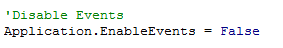 'Disable Events
Application.EnableEvents = False